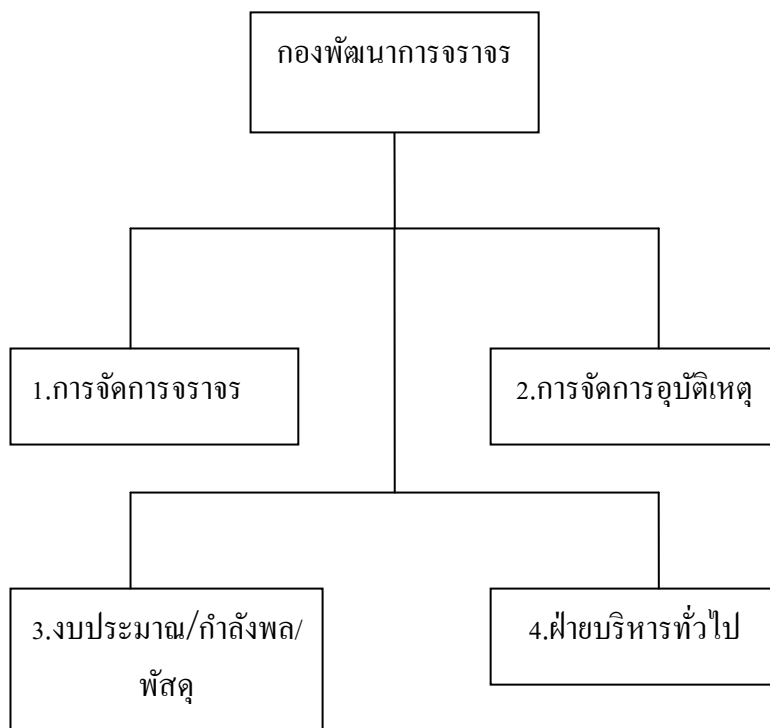 กองพัฒนาการจราจร
1.การจัดการจราจร
2.การจัดการอุบัติเหตุ
3.งบประมาณ/กำลังพล/
พัสดุ
4.ฝ่ายบริหารทั่วไป